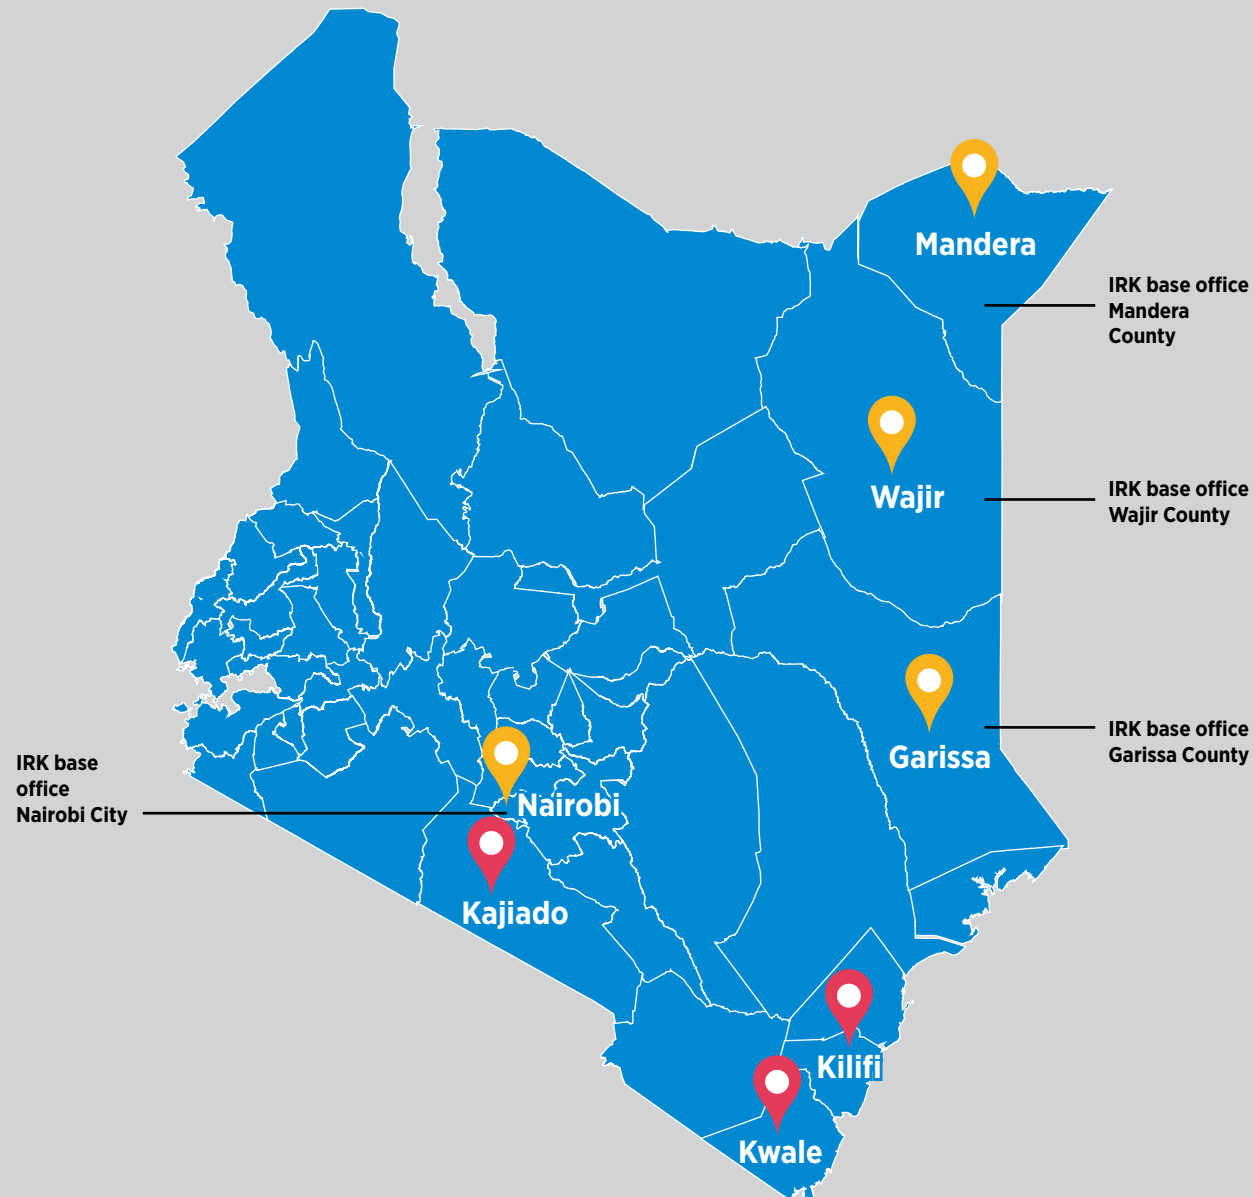 Mandera
IRK base office
Mandera
County
Wajir
IRK base office
Wajir County
Garissa
IRK base office
Garissa County
IRK base
office
Nairobi City
Nairobi
Kajiado
Kilifi
Kwale